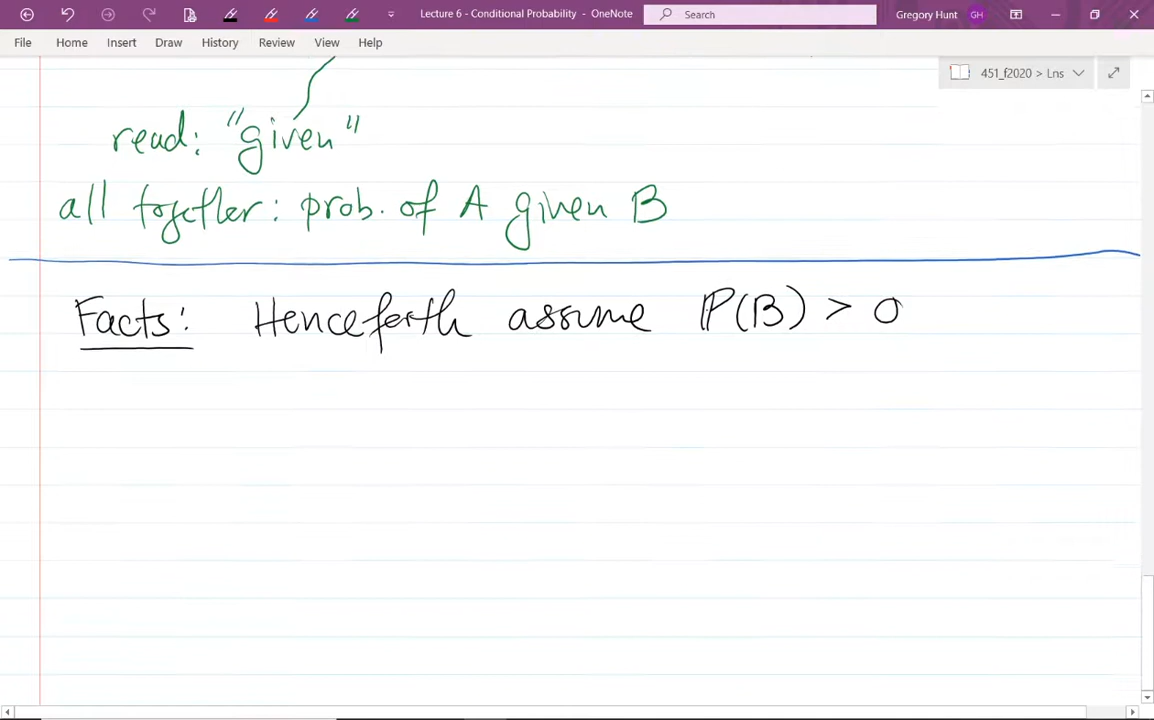 Lecture 6 - Conditional Probability - OneNote
Search
Gregory Hunt GH
File Home Insert Draw History Review View Help
451_f2020 > Lns
read: "given"
all together: prob. of A given B
Facts: Henceforth assume P(B) > 0